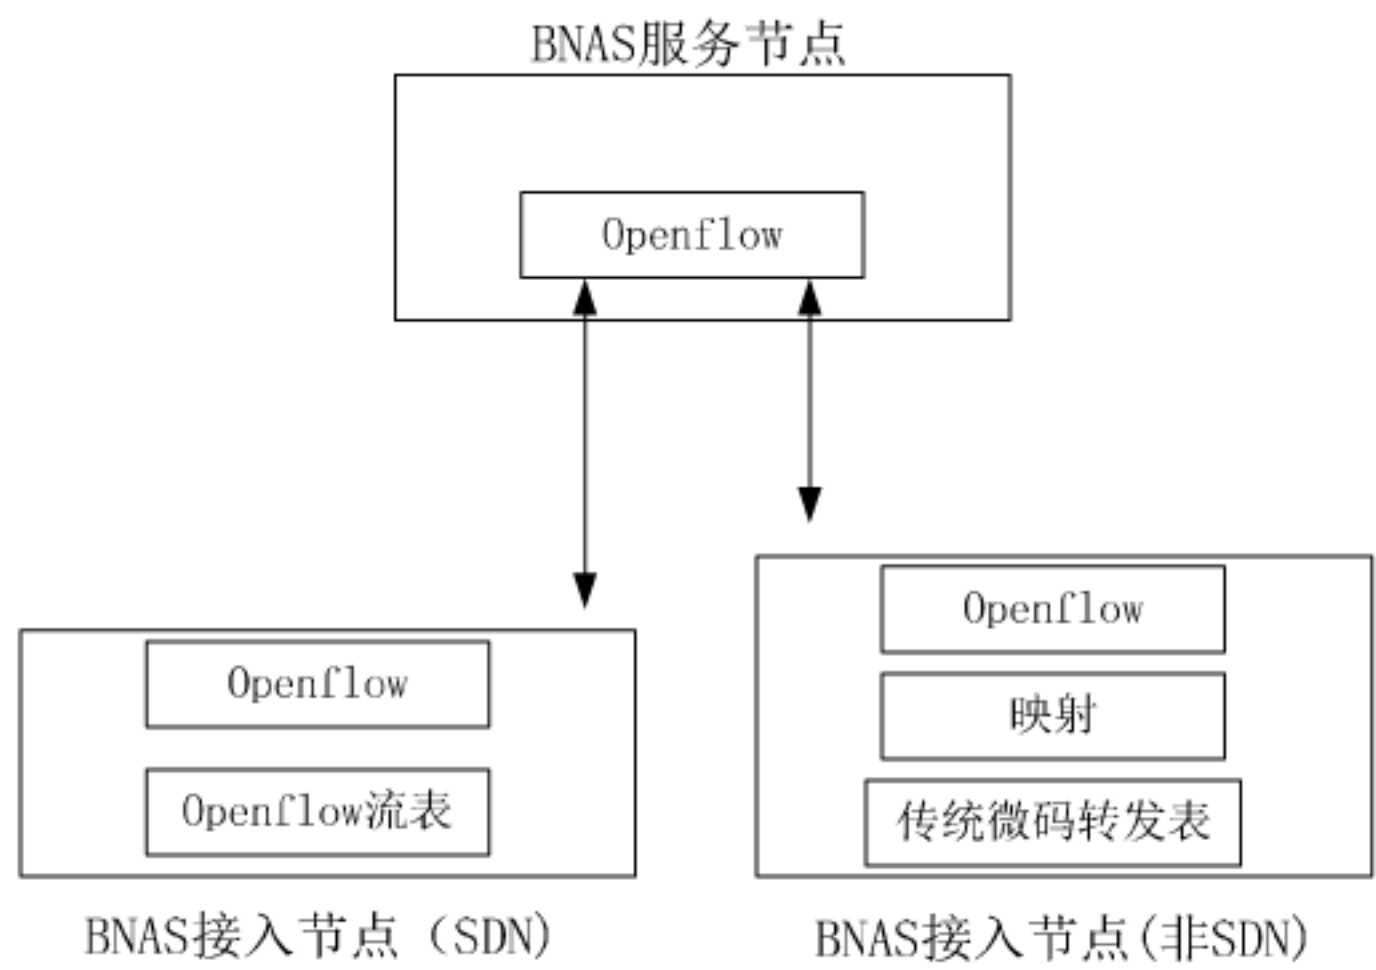 BNAS服务节点
Openflow
Openflow
Openflow流表
BNAS接入节点（SDN)
Openflow
映射
传统微码转发表
BNAS接入节点(非SDN)